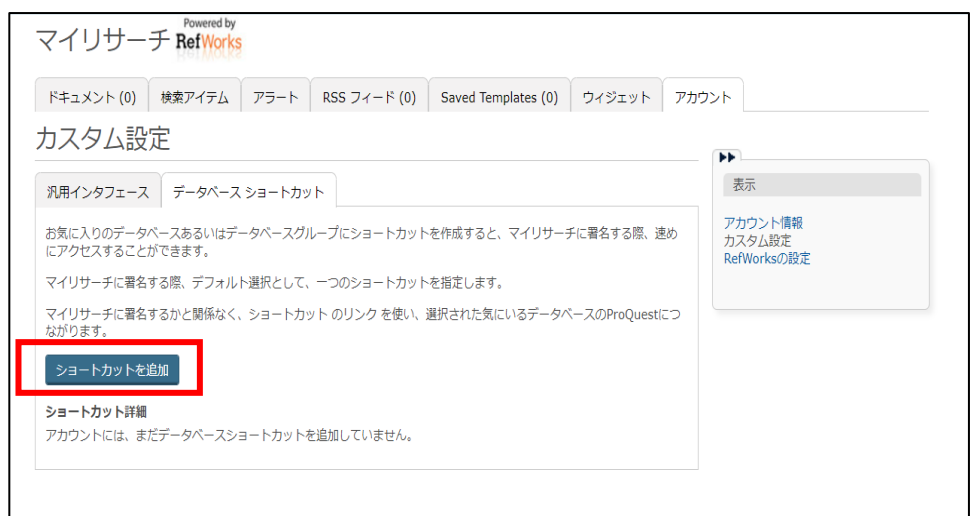 Powered by
マイリサーチ RefWorks
ドキュメント (0) 検索アイテム アラート RSS フィード (0) Saved Templates (0) ウィジェット アカウント
カスタム設定
汎用インタフェース データベース ショートカット
お気に入りのデータベースあるいはデータベースグループにショートカットを作成すると、マイリサーチに署名する際、速め
にアクセスすることができます。
マイリサーチに署名する際、デフォルト選択として、一つのショートカットを指定します。
マイリサーチに署名するかと関係なく、ショートカット のリンク を使い、選択された気にいるデータベースのProQuestにつ
ながります。
ショートカットを追加
ショートカット詳細
アカウントには、まだデータベースショートカットを追加していません。
表示
アカウント情報
カスタム設定
RefWorksの設定